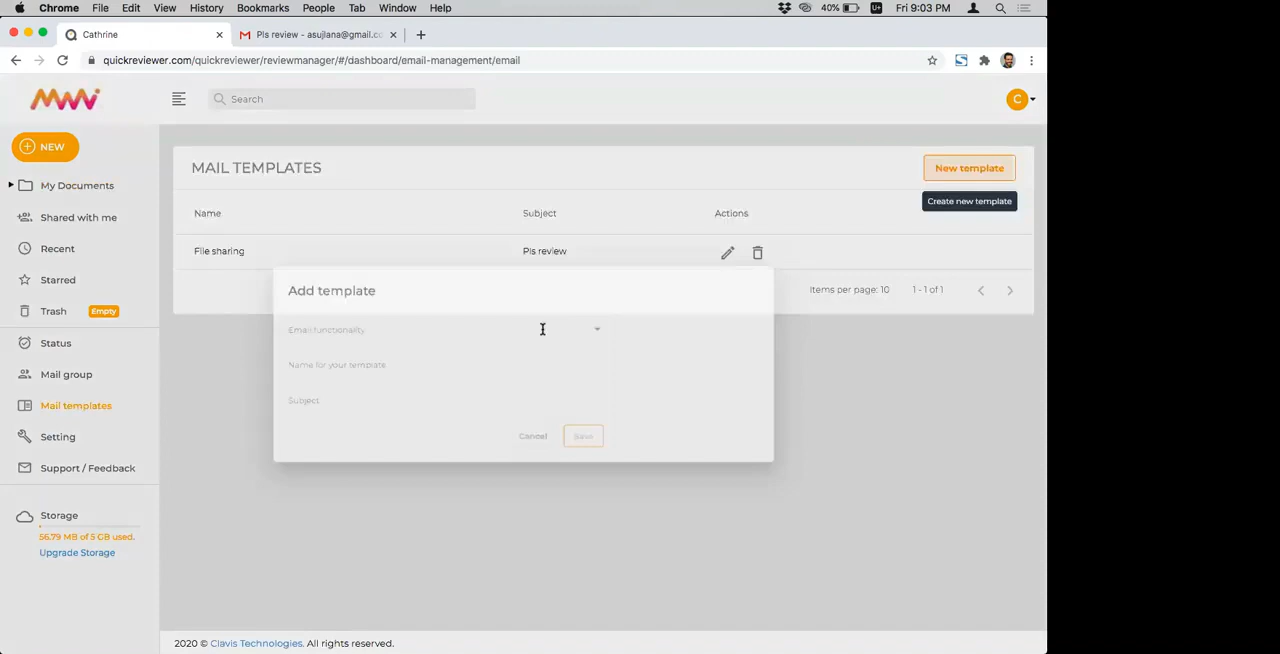 Chrome File Edit View History Bookmarks People Tab Window Help 40% U+ Fri 9:03 PM
Cathrine Pls review - asujlana@gmail.co
quickreviewer.com/quickreviewer/reviewmanager/#/dashboard/email-management/email
MWi Search C
NEW
My Documents
Shared with me
Recent
Starred
Trash Empty
Status
Mail group
Mail templates
Setting
Support / Feedback
Storage
56.79 MB of 5 GB used.
Upgrade Storage
MAIL TEMPLATES New template
Create new template
Name Subject Actions
File sharing Pls review
Items per page: 10 1 - 1 of 1
Add template
Email functionality
Name for your template
Subject
Cancel Save
2020 © Clavis Technologies. All rights reserved.